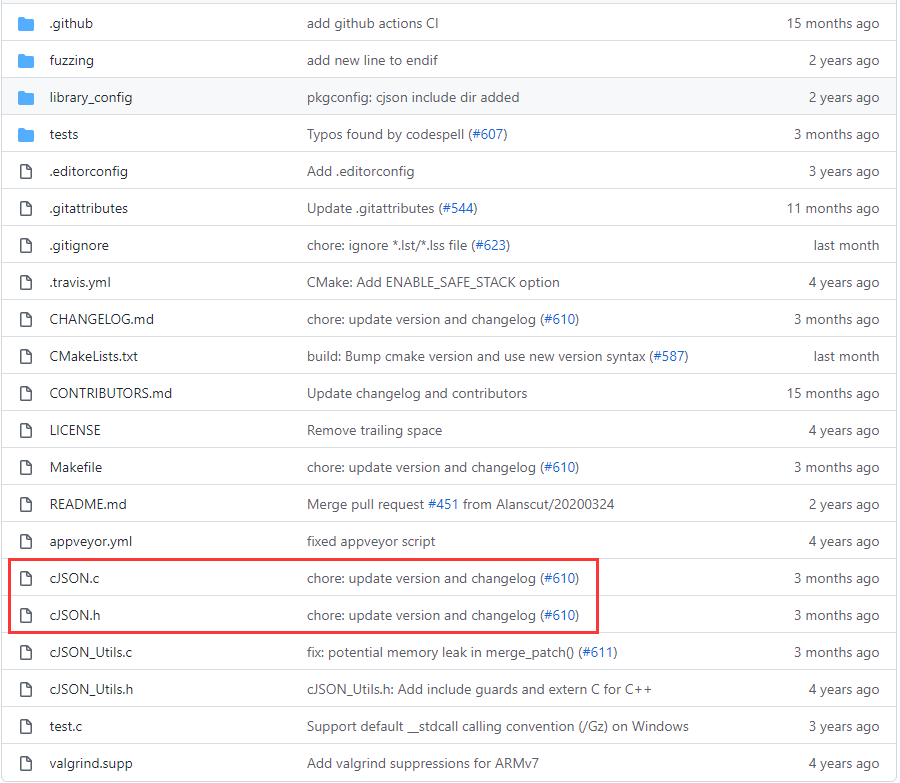 .github add github actions CI 15 months ago
fuzzing add new line to endif 2 years ago
library_config pkgconfig: cjson include dir added 2 years ago
tests Typos found by codespell (#607) 3 months ago
.editorconfig Add .editorconfig 3 years ago
.gitattributes Update .gitattributes (#544) 11 months ago
.gitignore chore: ignore *.lst/*.lss file (#623) last month
.travis.yml CMake: Add ENABLE_SAFE_STACK option 4 years ago
CHANGELOG.md chore: update version and changelog (#610) 3 months ago
CMakeLists.txt build: Bump cmake version and use new version syntax (#587) last month
CONTRIBUTORS.md Update changelog and contributors 15 months ago
LICENSE Remove trailing space 4 years ago
Makefile chore: update version and changelog (#610) 3 months ago
README.md Merge pull request #451 from Alanscut/20200324 2 years ago
appveyor.yml fixed appveyor script 4 years ago
cJSON.c chore: update version and changelog (#610) 3 months ago
cJSON.h chore: update version and changelog (#610) 3 months ago
cJSON_Utils.c fix: potential memory leak in merge_patch() (#611) 3 months ago
cJSON_Utils.h cJSON_Utils.h: Add include guards and extern C for C++ 4 years ago
test.c Support default __stdcall calling convention (/Gz) on Windows 3 years ago
valgrind.supp Add valgrind suppressions for ARMv7 4 years ago